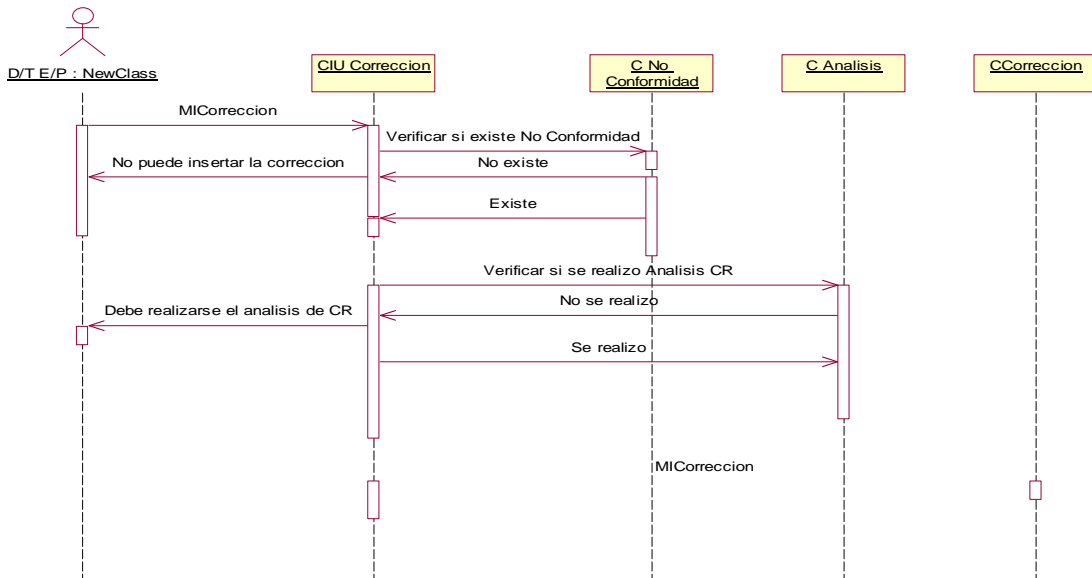 D/T E/P : NewClass
CIU Correccion
C No
Conformidad
C Analisis
CCorreccion
MICorreccion
Verificar si existe No Conformidad
No puede insertar la correccion
No existe
Existe
Verificar si se realizo Analisis CR
No se realizo
Debe realizarse el analisis de CR
Se realizo
MICorreccion